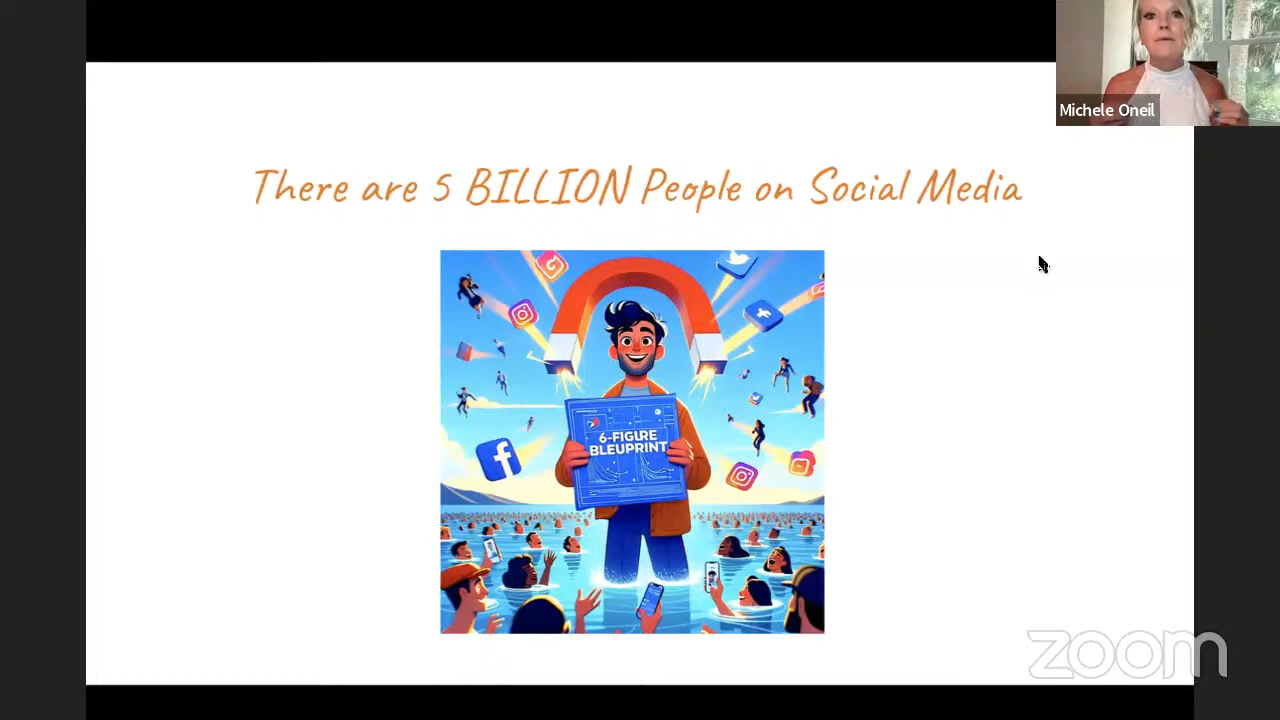 Michele Oneil
There are 5 BILLION People on Social Media
6-FIGURE
BLEUPRINT
zoom